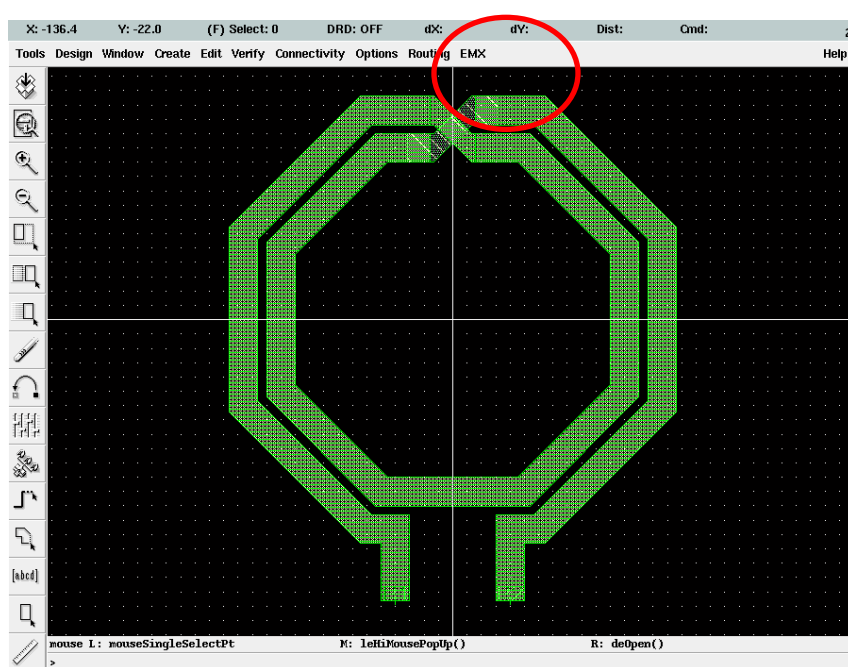 X: -136.4 Y: -22.0 (F) Select: 0 DRD: OFF dX: dY: Dist: Cmd: 2
Tools Design Window Create Edit Verify Connectivity Options Routing EMX Help
[abcd]
mouse L: mouseSingleSelectPt M: leHiMousePopUp() R: deOpen()
>